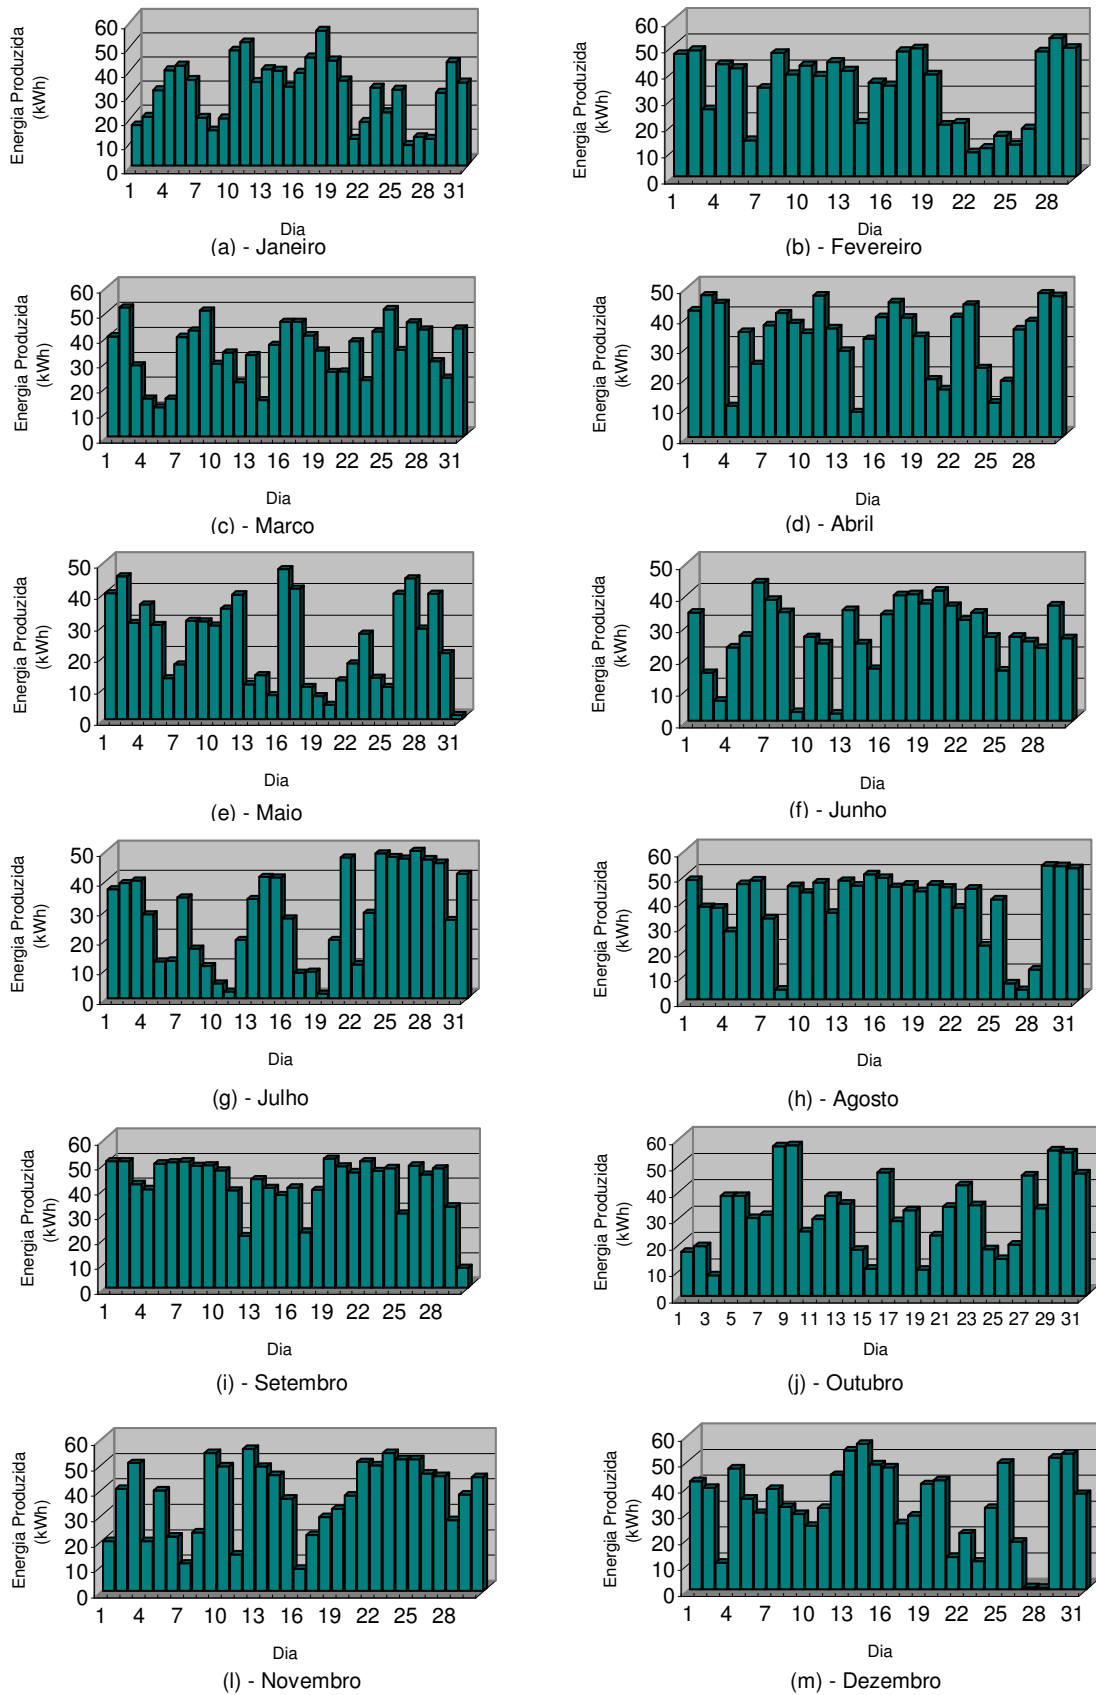 Energia Produzida
(kWh)
60
50
40
30
20
10
0
1 4 7 10 13 16 19 22 25 28 31
Dia
(a) - Janeiro
Energia Produzida
(kWh)
60
50
40
30
20
10
0
1 4 7 10 13 16 19 22 25 28
Dia
(b) - Fevereiro
Energia Produzida
(kWh)
60
50
40
30
20
10
0
1 4 7 10 13 16 19 22 25 28 31
Dia
(c) - Marco
Energia Produzida
(kWh)
50
40
30
20
10
0
1 4 7 10 13 16 19 22 25 28
Dia
(d) - Abril
Energia Produzida
(kWh)
50
40
30
20
10
0
1 4 7 10 13 16 19 22 25 28 31
Dia
(e) - Maio
Energia Produzida
(kWh)
50
40
30
20
10
0
1 4 7 10 13 16 19 22 25 28
Dia
(f) - Junho
Energia Produzida
(kWh)
50
40
30
20
10
0
1 4 7 10 13 16 19 22 25 28 31
Dia
(g) - Julho
Energia Produzida
(kWh)
60
50
40
30
20
10
0
1 4 7 10 13 16 19 22 25 28 31
Dia
(h) - Agosto
Energia Produzida
(kWh)
60
50
40
30
20
10
0
1 4 7 10 13 16 19 22 25 28
Dia
(i) - Setembro
Energia Produzida
(kWh)
60
50
40
30
20
10
0
1 3 5 7 9 11 13 15 17 19 21 23 25 27 29 31
Dia
(j) - Outubro
Energia Produzida
(kWh)
60
50
40
30
20
10
0
1 4 7 10 13 16 19 22 25 28
Dia
(l) - Novembro
Energia Produzida
(kWh)
60
50
40
30
20
10
0
1 4 7 10 13 16 19 22 25 28 31
Dia
(m) - Dezembro